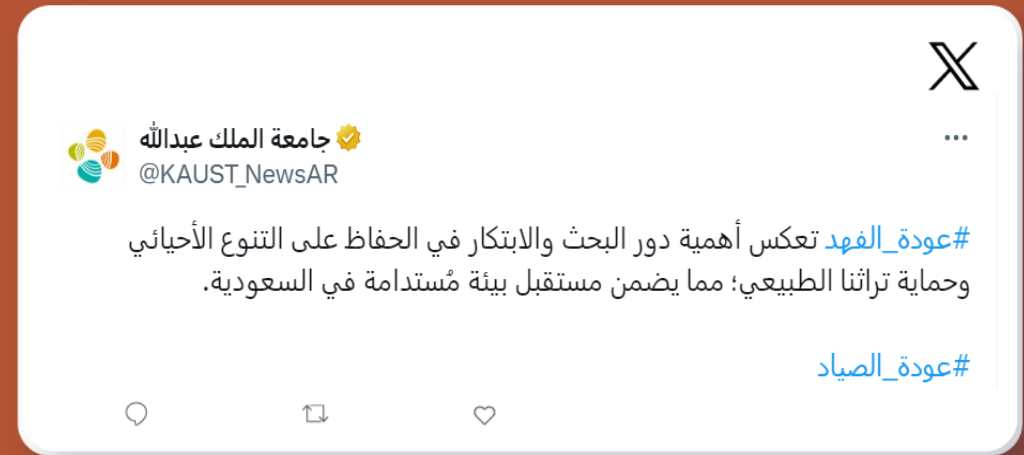 جامعة الملك عبدالله
@KAUST_NewsAR
#عودة_الفهد تعكس أهمية دور البحث والابتكار في الحفاظ على التنوع الأحيائي
وحماية تراثنا الطبيعي؛ مما يضمن مستقبل بيئة مُستدامة في السعودية.
#عودة_الصياد